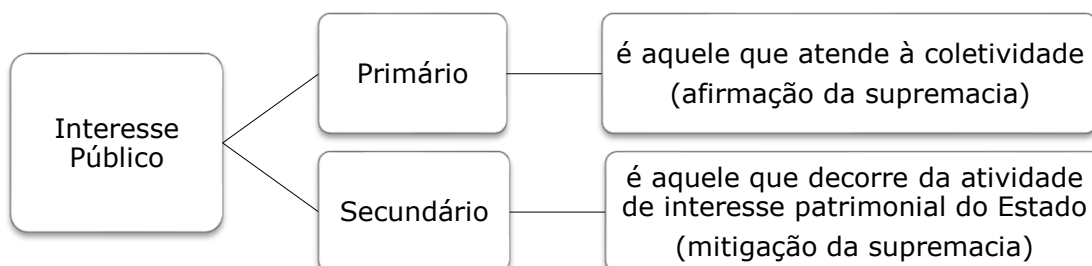 Interesse
Público
Primário
é aquele que atende à coletividade
(afirmação da supremacia)
Secundário
é aquele que decorre da atividade
de interesse patrimonial do Estado
(mitigação da supremacia)